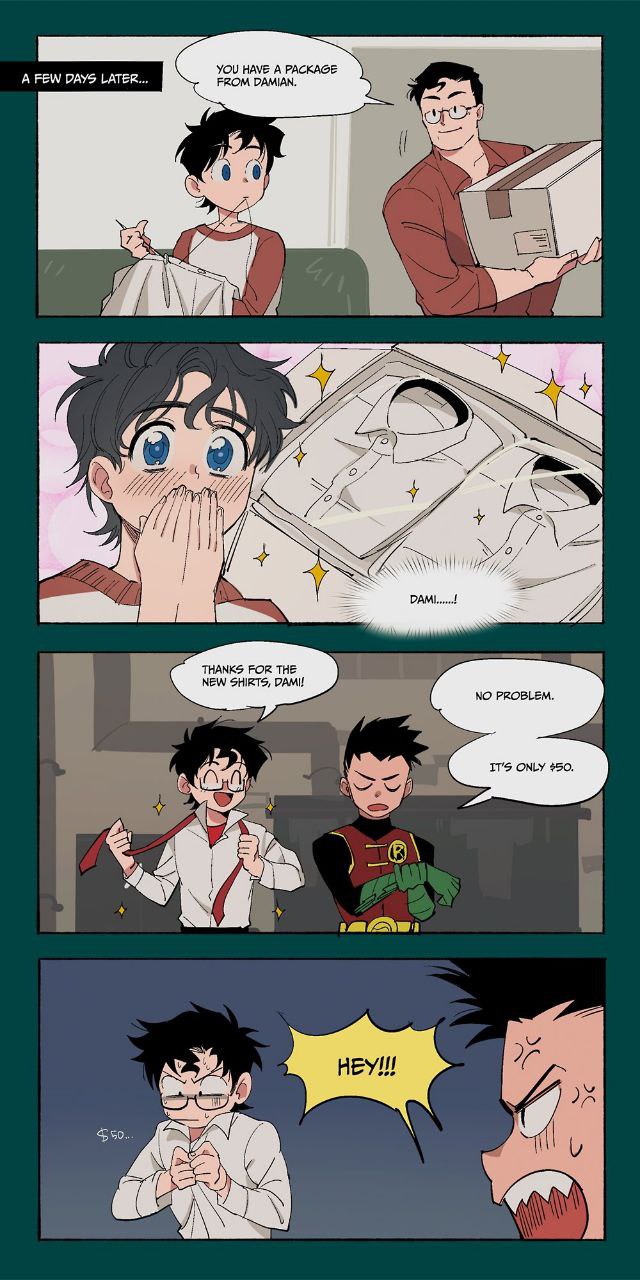 A FEW DAYS LATER...
YOU HAVE A PACKAGE
FROM DAMIAN.
DAMI......!
THANKS FOR THE
NEW SHIRTS, DAMI!
NO PROBLEM.
IT'S ONLY $50.
R
$50...
HEY!!!